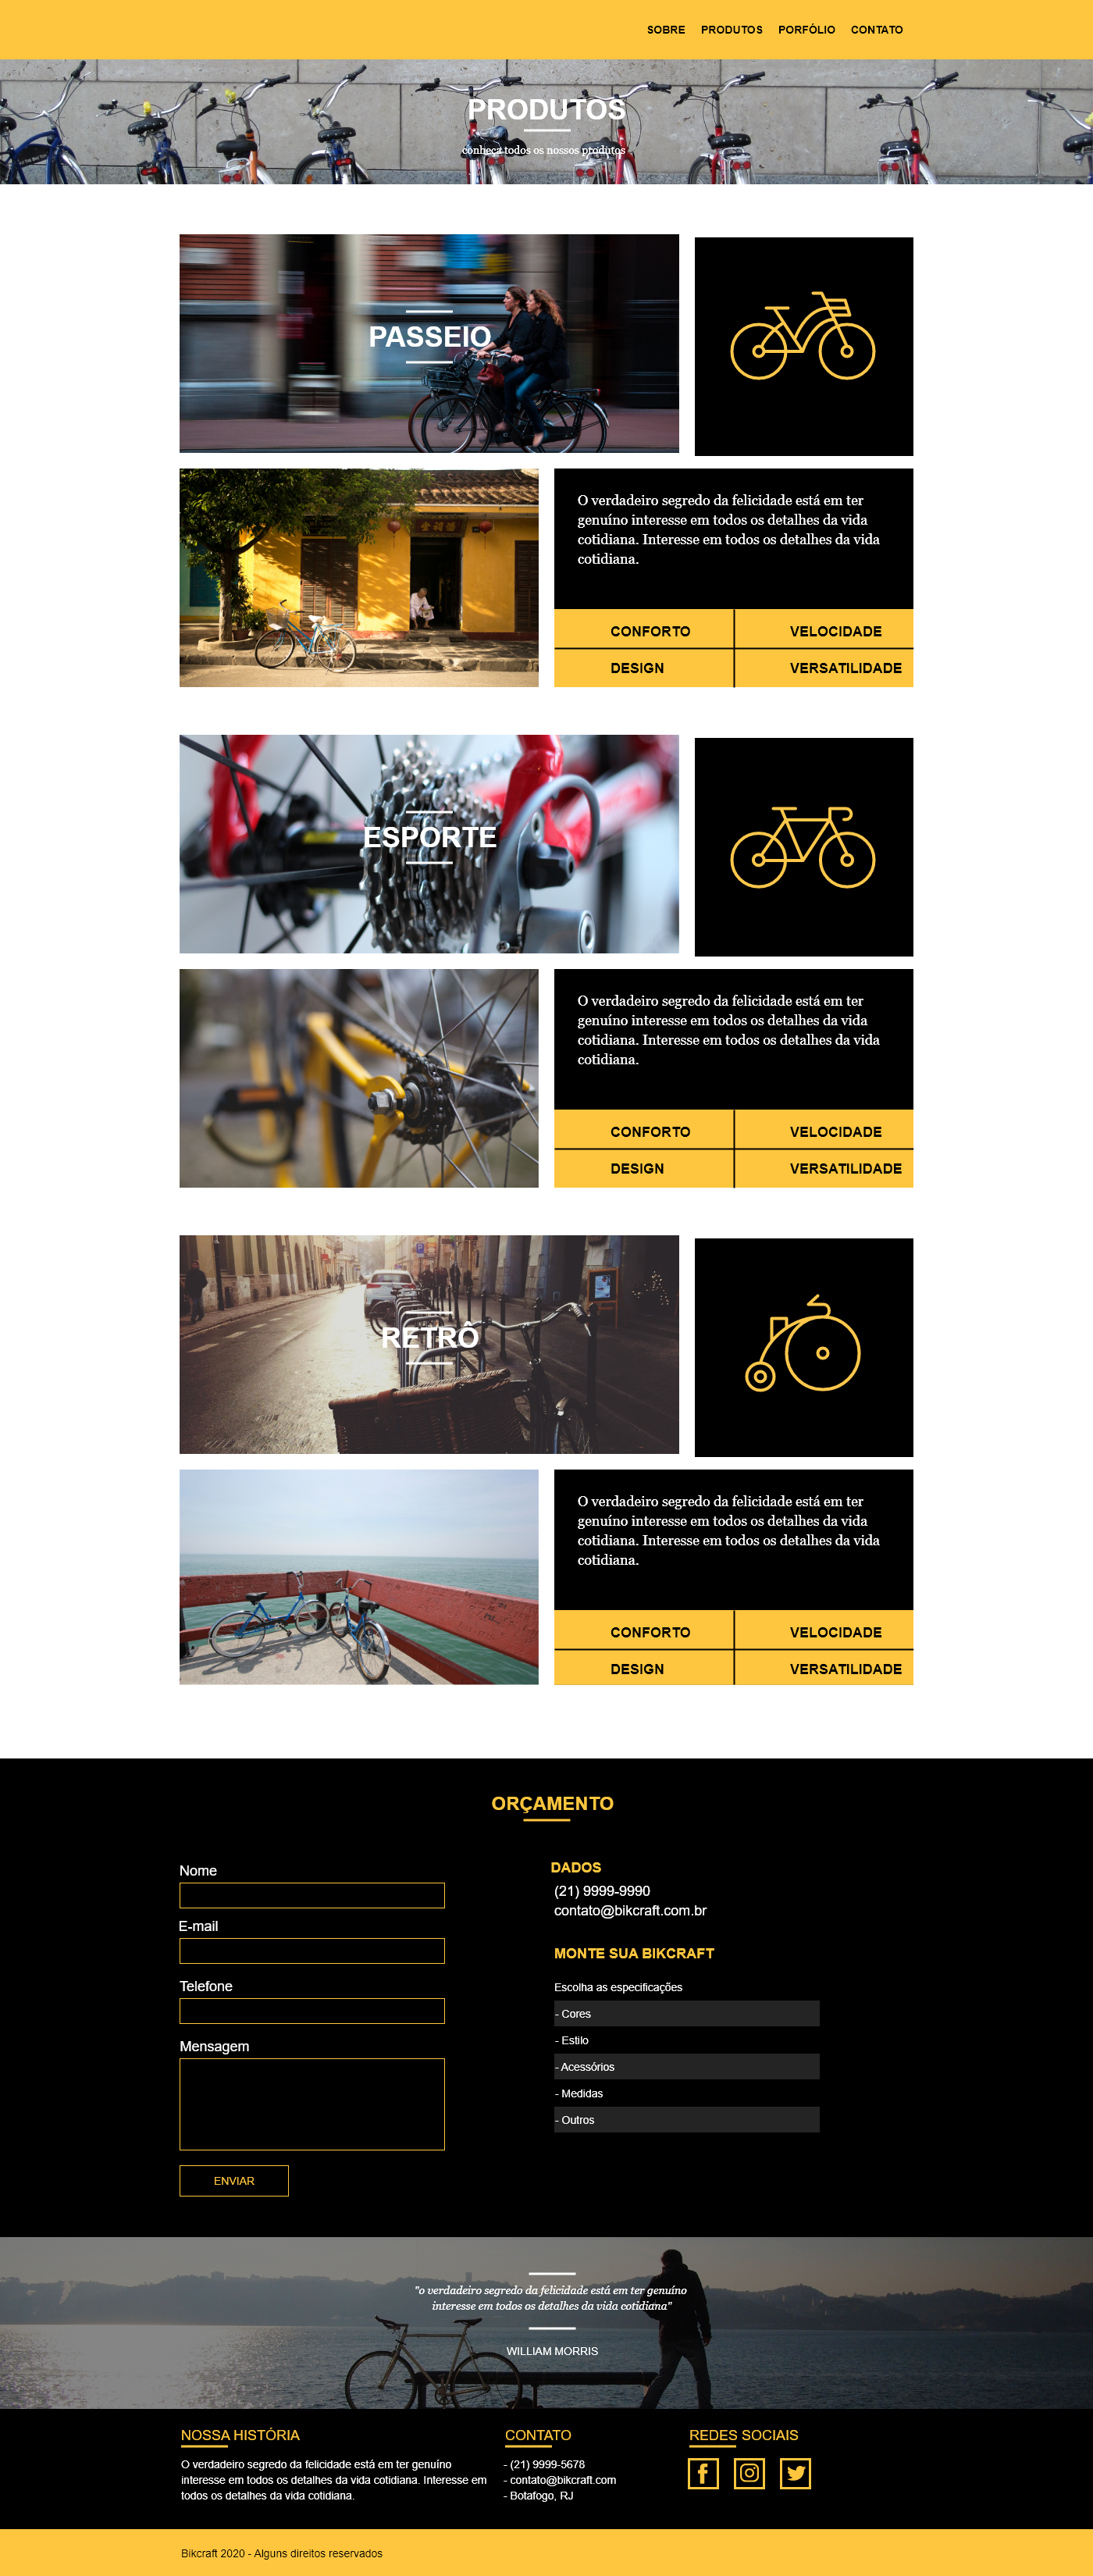 SOBRE PRODUTOS PORFÓLIO CONTATO
PRODUTOS
conheça todos os nossos produtos
PASSEIO
O verdadeiro segredo da felicidade está em ter
genuíno interesse em todos os detalhes da vida
cotidiana. Interesse em todos os detalhes da vida
cotidiana.
CONFORTO VELOCIDADE
DESIGN VERSATILIDADE
ESPORTE
O verdadeiro segredo da felicidade está em ter
genuíno interesse em todos os detalhes da vida
cotidiana. Interesse em todos os detalhes da vida
cotidiana.
CONFORTO VELOCIDADE
DESIGN VERSATILIDADE
RETRÔ
O verdadeiro segredo da felicidade está em ter
genuíno interesse em todos os detalhes da vida
cotidiana. Interesse em todos os detalhes da vida
cotidiana.
CONFORTO VELOCIDADE
DESIGN VERSATILIDADE
ORÇAMENTO
Nome
E-mail
Telefone
Mensagem
ENVIAR
DADOS
(21) 9999-9990
contato@bikcraft.com.br
MONTE SUA BIKCRAFT
Escolha as especificações
- Cores
- Estilo
- Acessórios
- Medidas
- Outros
"o verdadeiro segredo da felicidade está em ter genuíno
interesse em todos os detalhes da vida cotidiana"
WILLIAM MORRIS
NOSSA HISTÓRIA
O verdadeiro segredo da felicidade está em ter genuíno
interesse em todos os detalhes da vida cotidiana. Interesse em
todos os detalhes da vida cotidiana.
CONTATO
- (21) 9999-5678
- contato@bikcraft.com
- Botafogo, RJ
REDES SOCIAIS
Bikcraft 2020 - Alguns direitos reservados